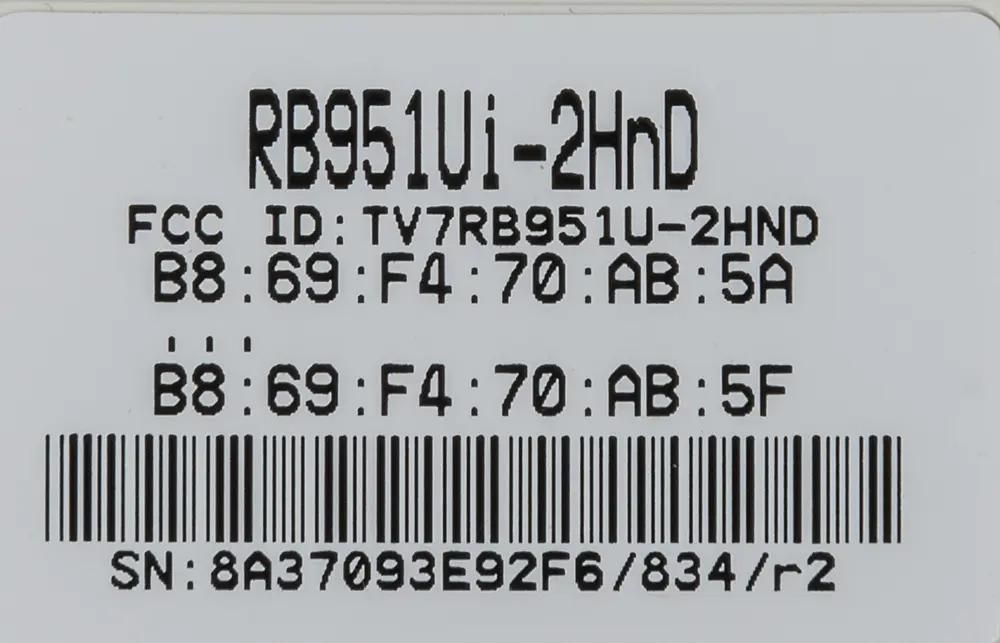 RB951Ui-2HnD
FCC ID:TV7RB951U-2HND
B8:69:F4:70:AB:5A
...
B8:69:F4:70:AB:5F
SN:8A37093E92F6/834/r2